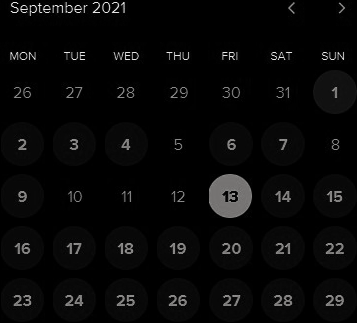 September 2021
MON TUE WED THU FRI SAT SUN
26 27 28 29 30 31 1
2 3 4 5 6 7 8
9 10 11 12 13 14 15
16 17 18 19 20 21 22
23 24 25 26 27 28 29